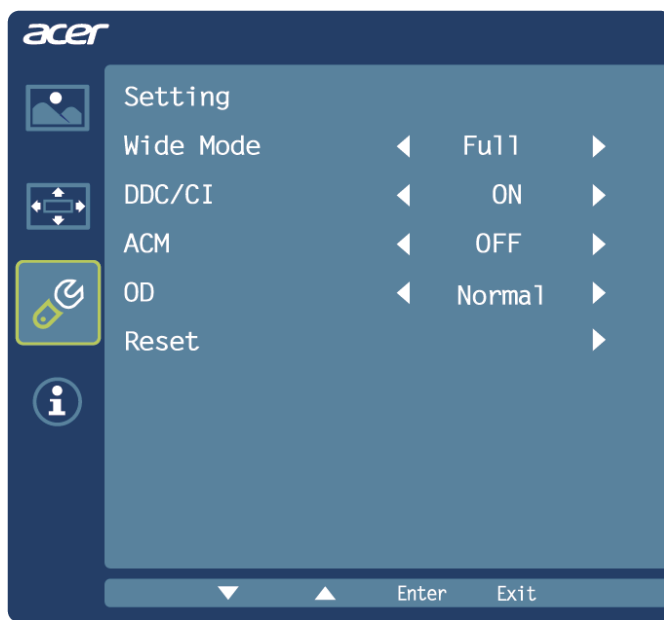 acer
Setting
Wide Mode Full
DDC/CI ON
ACM OFF
OD Normal
Reset
Enter Exit